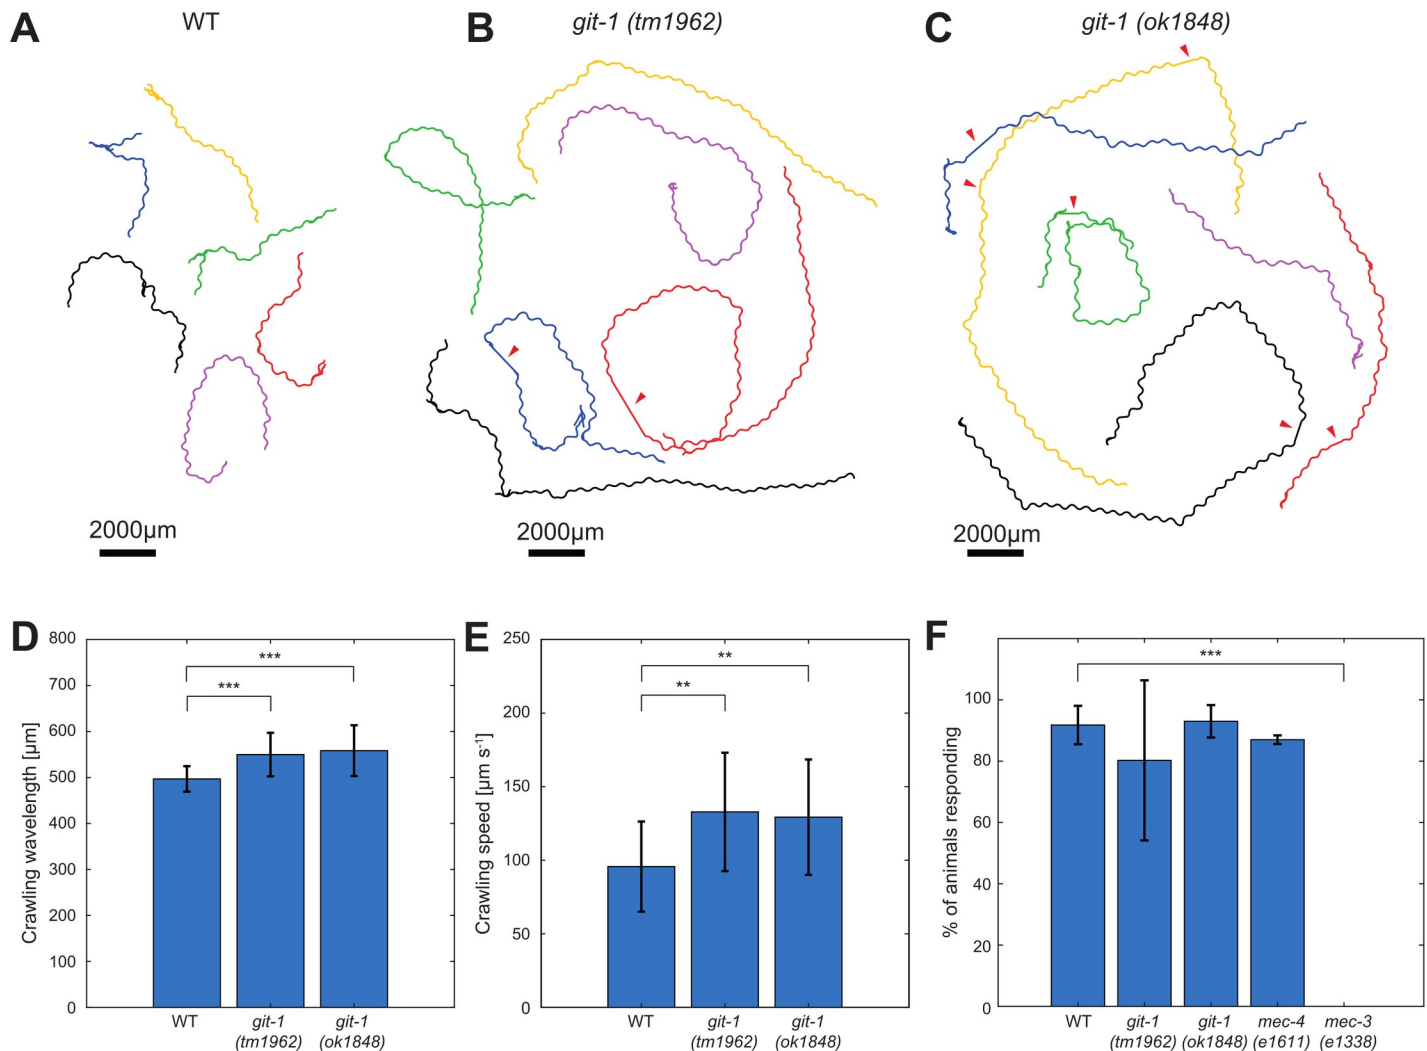 A WT
B git-1 (tm1962)
C git-1 (ok1848)
2000µm
2000µm
2000µm
D
Crawling wavelength [µm]
800
700
600
500
400
300
200
100
0
***
***
WT
git-1
(tm1962)
git-1
(ok1848)
E
Crawling speed [µm s⁻¹]
250
200
150
100
50
0
**
**
WT
git-1
(tm1962)
git-1
(ok1848)
F
% of animals responding
100
80
60
40
20
0
***
WT
git-1
(tm1962)
git-1
(ok1848)
mec-4
(e1611)
mec-3
(e1338)